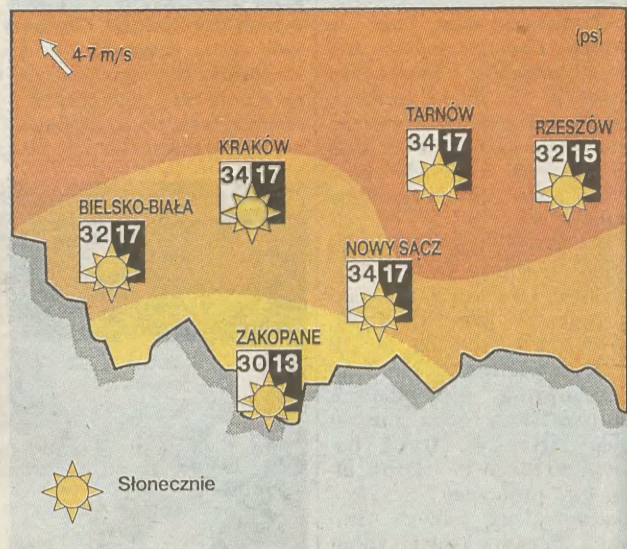 4-7 m/s
(ps)
TARNÓW
34 17
RZESZÓW
32 15
KRAKÓW
34 17
BIELSKO-BIAŁA
32 17
NOWY SĄCZ
34 17
ZAKOPANE
30 13
Słonecznie